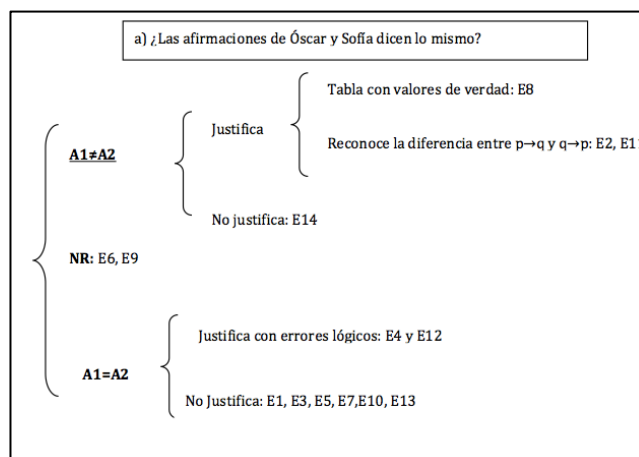 a) ¿Las afirmaciones de Óscar y Sofía dicen lo mismo?
Tabla con valores de verdad: E8
Justifica
Reconoce la diferencia entre p→q y q→p: E2,
A1≠A2
No justifica: E14
NR: E6, E9
Justifica con errores lógicos: E4 y E12
A1=A2
No Justifica: E1, E3, E5, E7,E10, E13